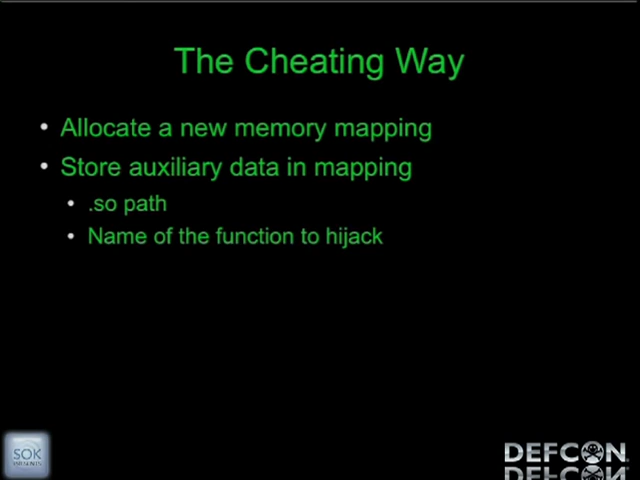 The Cheating Way
• Allocate a new memory mapping
• Store auxiliary data in mapping
• .so path
• Name of the function to hijack
SOK
DEFCON